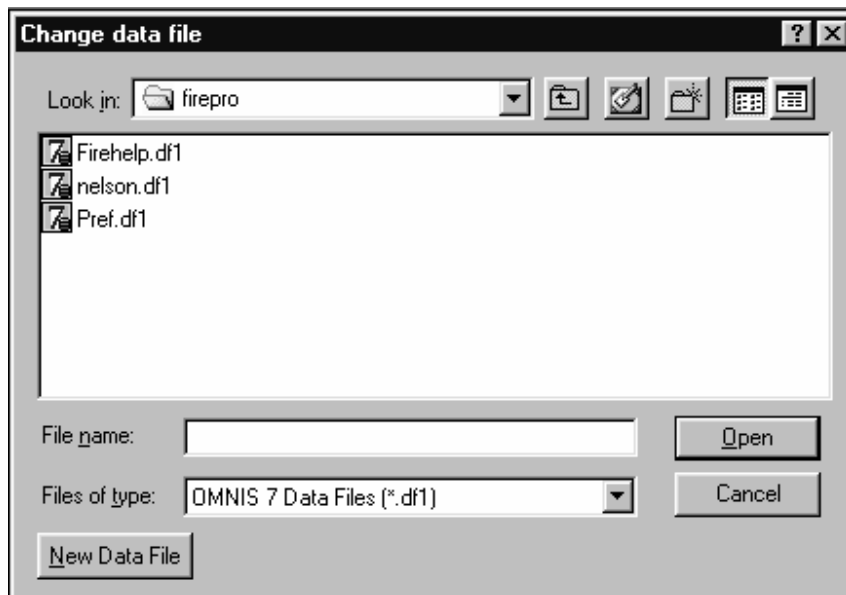 Change data file
Look in: firepro
Firehelp.df1
nelson.df1
Pref.df1
File name:
Open
Files of type: OMNIS 7 Data Files (*.df1)
Cancel
New Data File